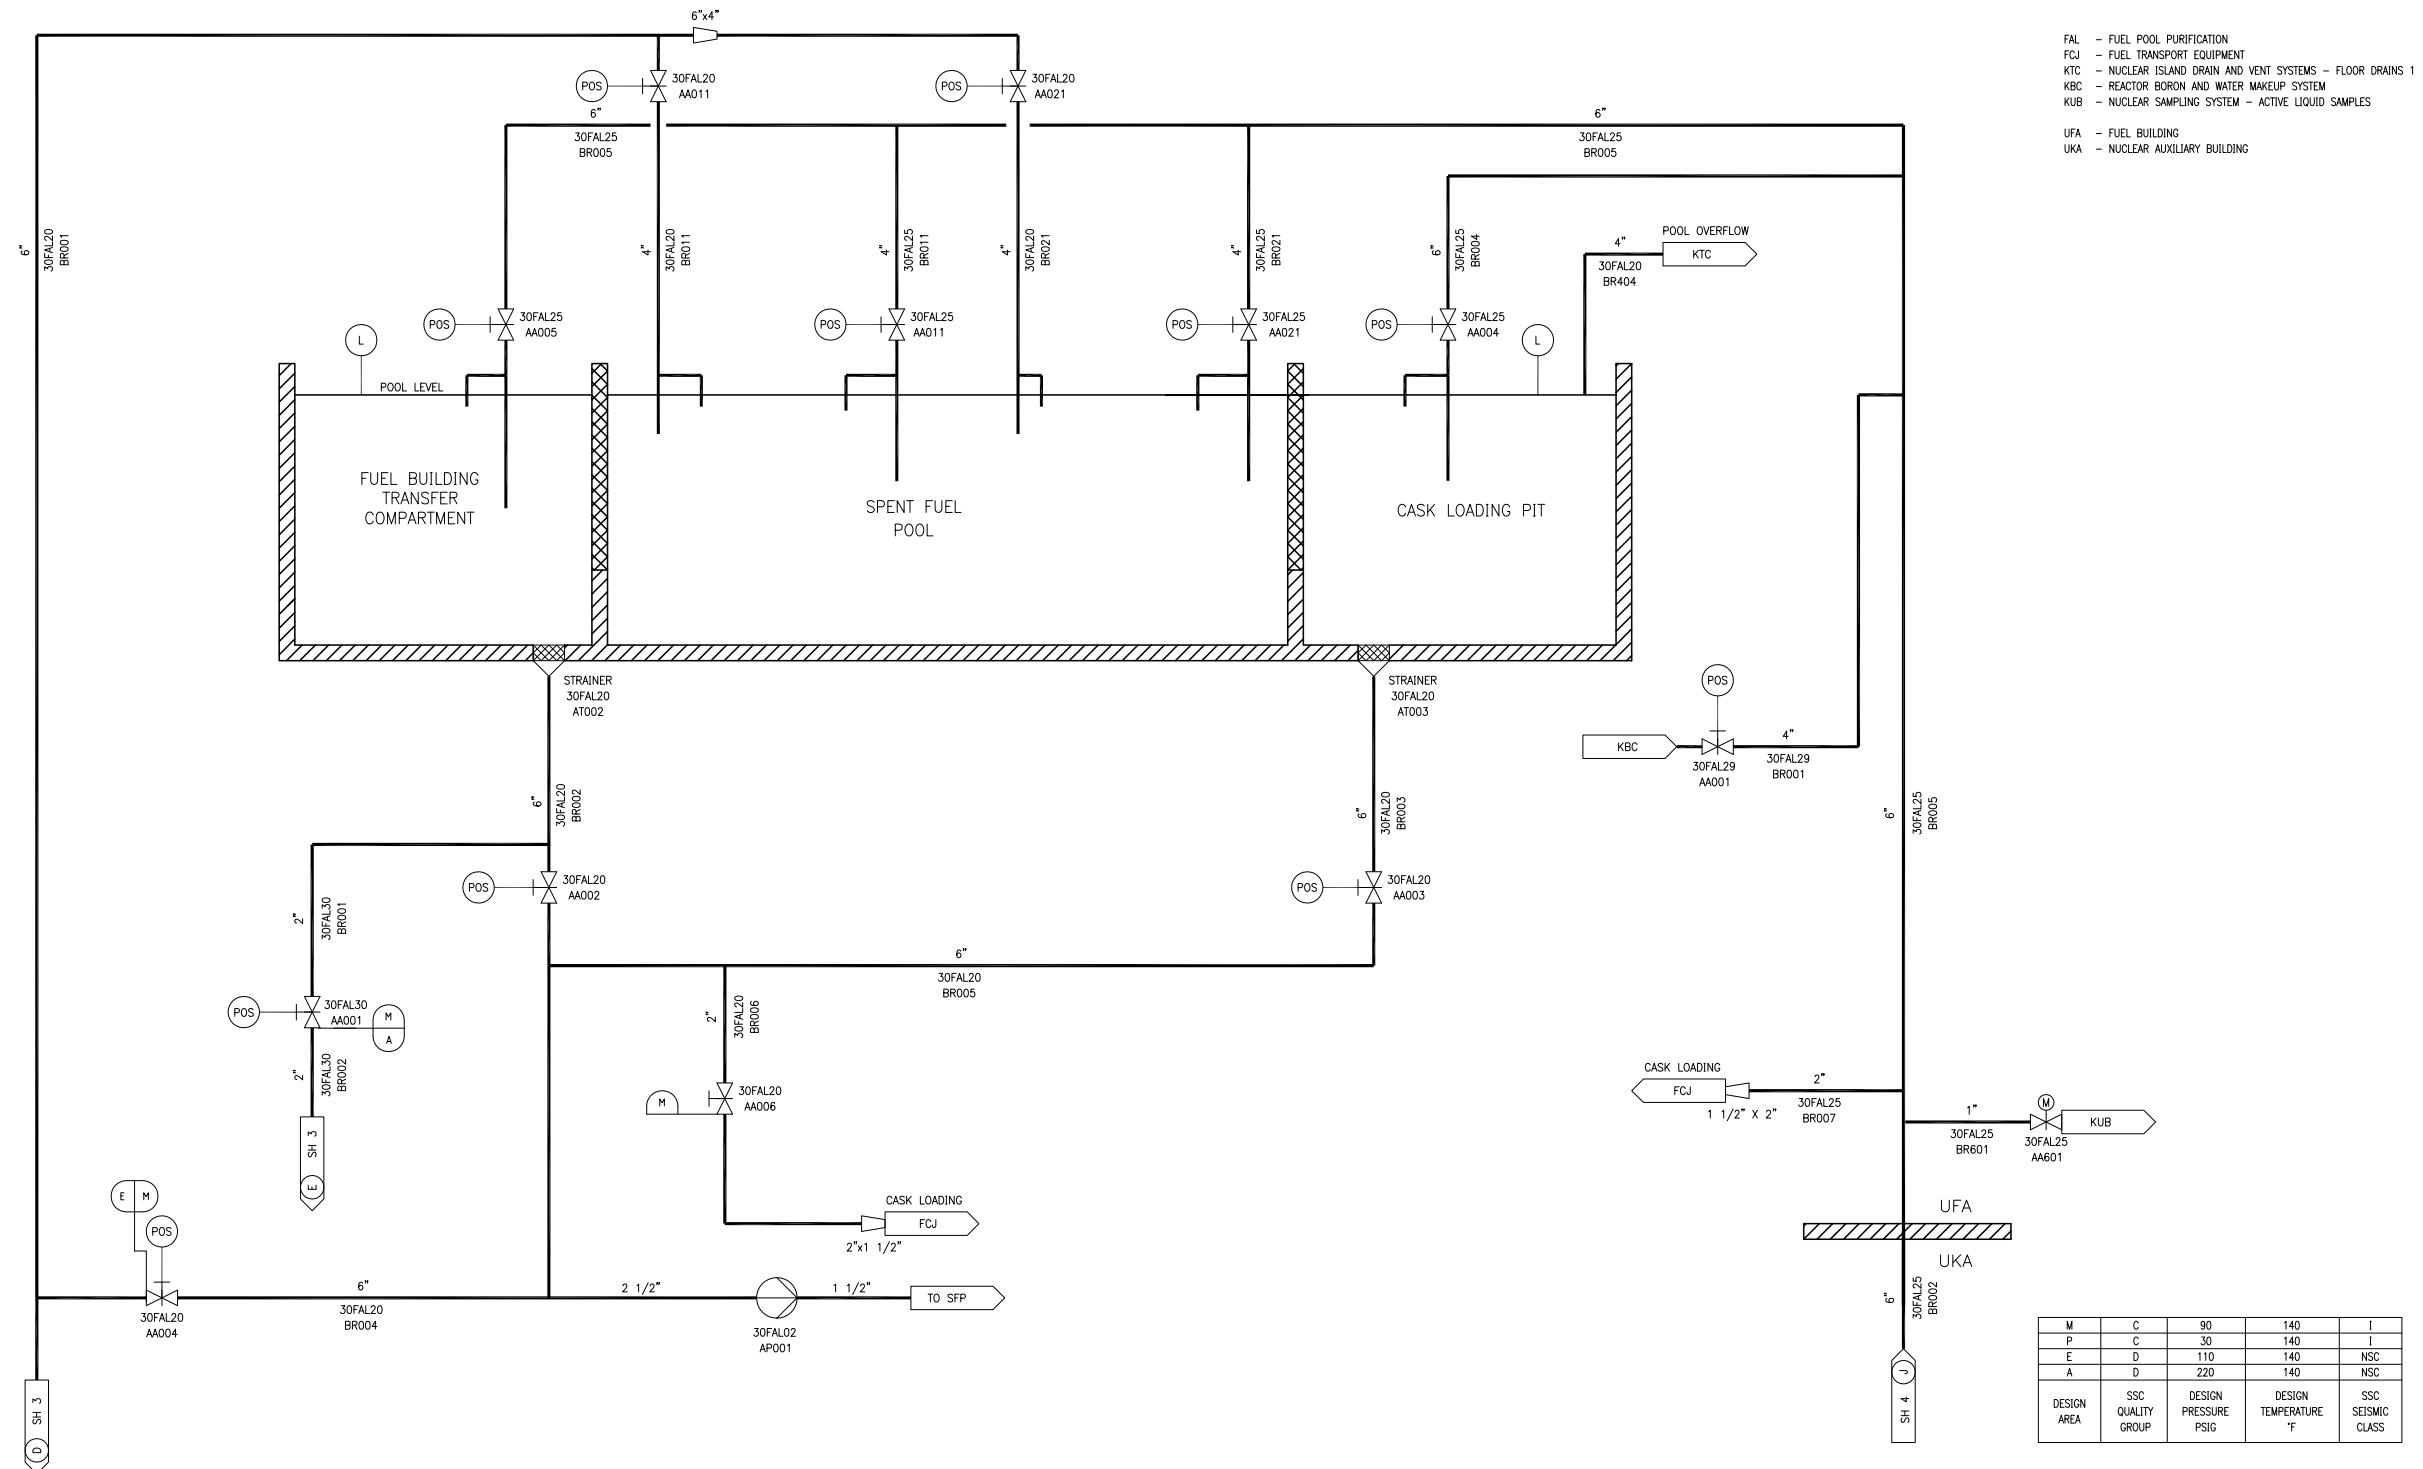 6"x4"
FAL – FUEL POOL PURIFICATION
FCJ – FUEL TRANSPORT EQUIPMENT
KTC – NUCLEAR ISLAND DRAIN AND VENT SYSTEMS – FLOOR DRAINS 1
KBC – REACTOR BORON AND WATER MAKEUP SYSTEM
KUB – NUCLEAR SAMPLING SYSTEM – ACTIVE LIQUID SAMPLES
UFA – FUEL BUILDING
UKA – NUCLEAR AUXILIARY BUILDING
POS
30FAL20
AA011
POS
30FAL20
AA021
6"
30FAL25
BR005
6"
30FAL25
BR005
6"
30FAL20
BR001
4"
30FAL20
BR011
4"
30FAL25
BR011
4"
30FAL20
BR021
4"
30FAL25
BR021
6"
30FAL25
BR004
POOL OVERFLOW
4"
KTC
30FAL20
BR404
POS
30FAL25
AA005
POS
30FAL25
AA011
POS
30FAL25
AA021
POS
30FAL25
AA004
L
L
POOL LEVEL
FUEL BUILDING
TRANSFER
COMPARTMENT
SPENT FUEL
POOL
CASK LOADING PIT
STRAINER
30FAL20
AT002
STRAINER
30FAL20
AT003
POS
KBC
4"
30FAL29
AA001
30FAL29
BR001
6"
30FAL20
BR002
6"
30FAL20
BR003
6"
30FAL25
BR005
POS
30FAL20
AA002
POS
30FAL20
AA003
2"
30FAL30
BR001
6"
30FAL20
BR005
POS
30FAL30
AA001
M
A
2"
30FAL20
BR006
2"
30FAL30
BR002
SH 3
E
M
30FAL20
AA006
CASK LOADING
FCJ
1 1/2" X 2"
2"
30FAL25
BR007
1"
30FAL25
BR601
M
30FAL25
AA601
KUB
CASK LOADING
FCJ
2"x1 1/2"
UFA
UKA
E M
POS
30FAL20
AA004
6"
30FAL20
BR004
2 1/2"
30FAL02
AP001
1 1/2"
TO SFP
6"
30FAL25
BR002
J
SH 4
SH 3
D
M C 90 140 I
P C 30 140 I
E D 110 140 NSC
A D 220 140 NSC
DESIGN
AREA
SSC
QUALITY
GROUP
DESIGN
PRESSURE
PSIG
DESIGN
TEMPERATURE
°F
SSC
SEISMIC
CLASS